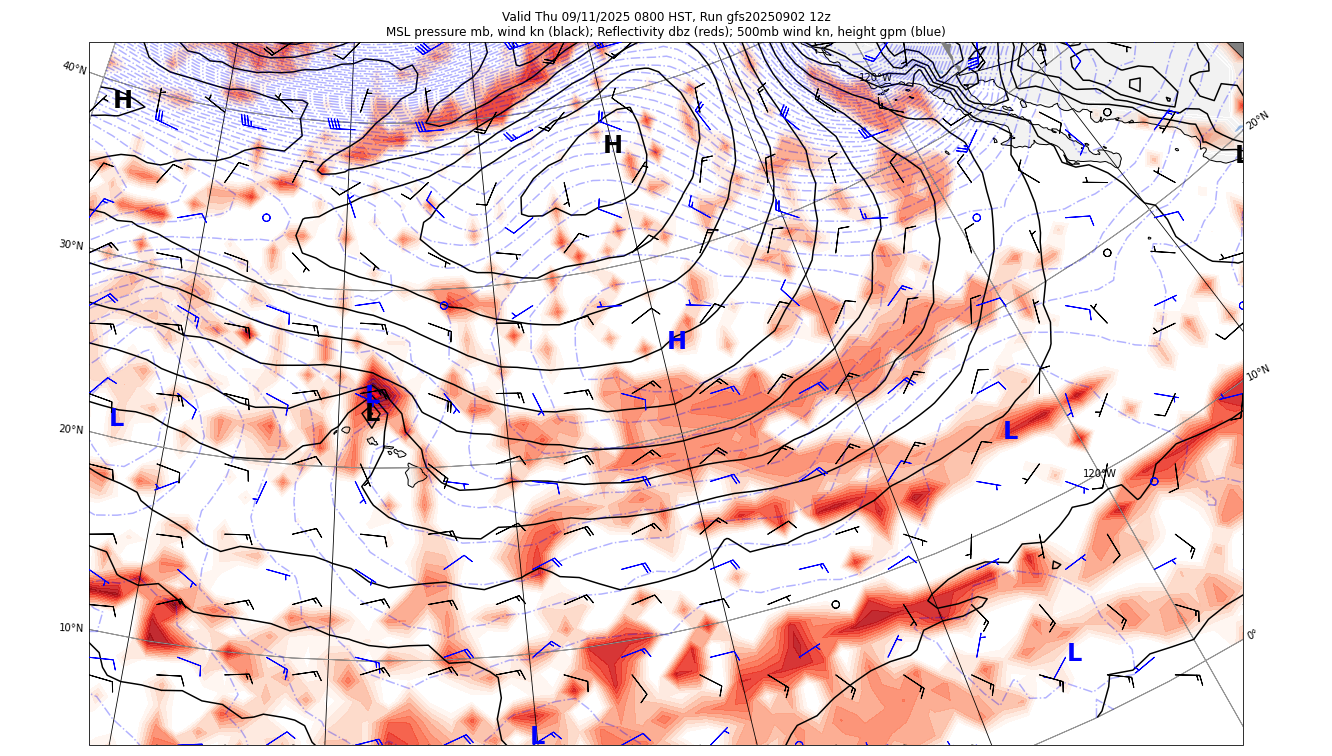 Valid Thu 09/11/2025 0800 HST, Run gfs20250902 12z
MSL pressure mb, wind kn (black); Reflectivity dbz (reds); 500mb wind kn, height gpm (blue)
40°N
120°W
H
20°N
H
L
30°N
H
10°N
L
L
L
20°N
L
120°W
10°N
0°
L
L